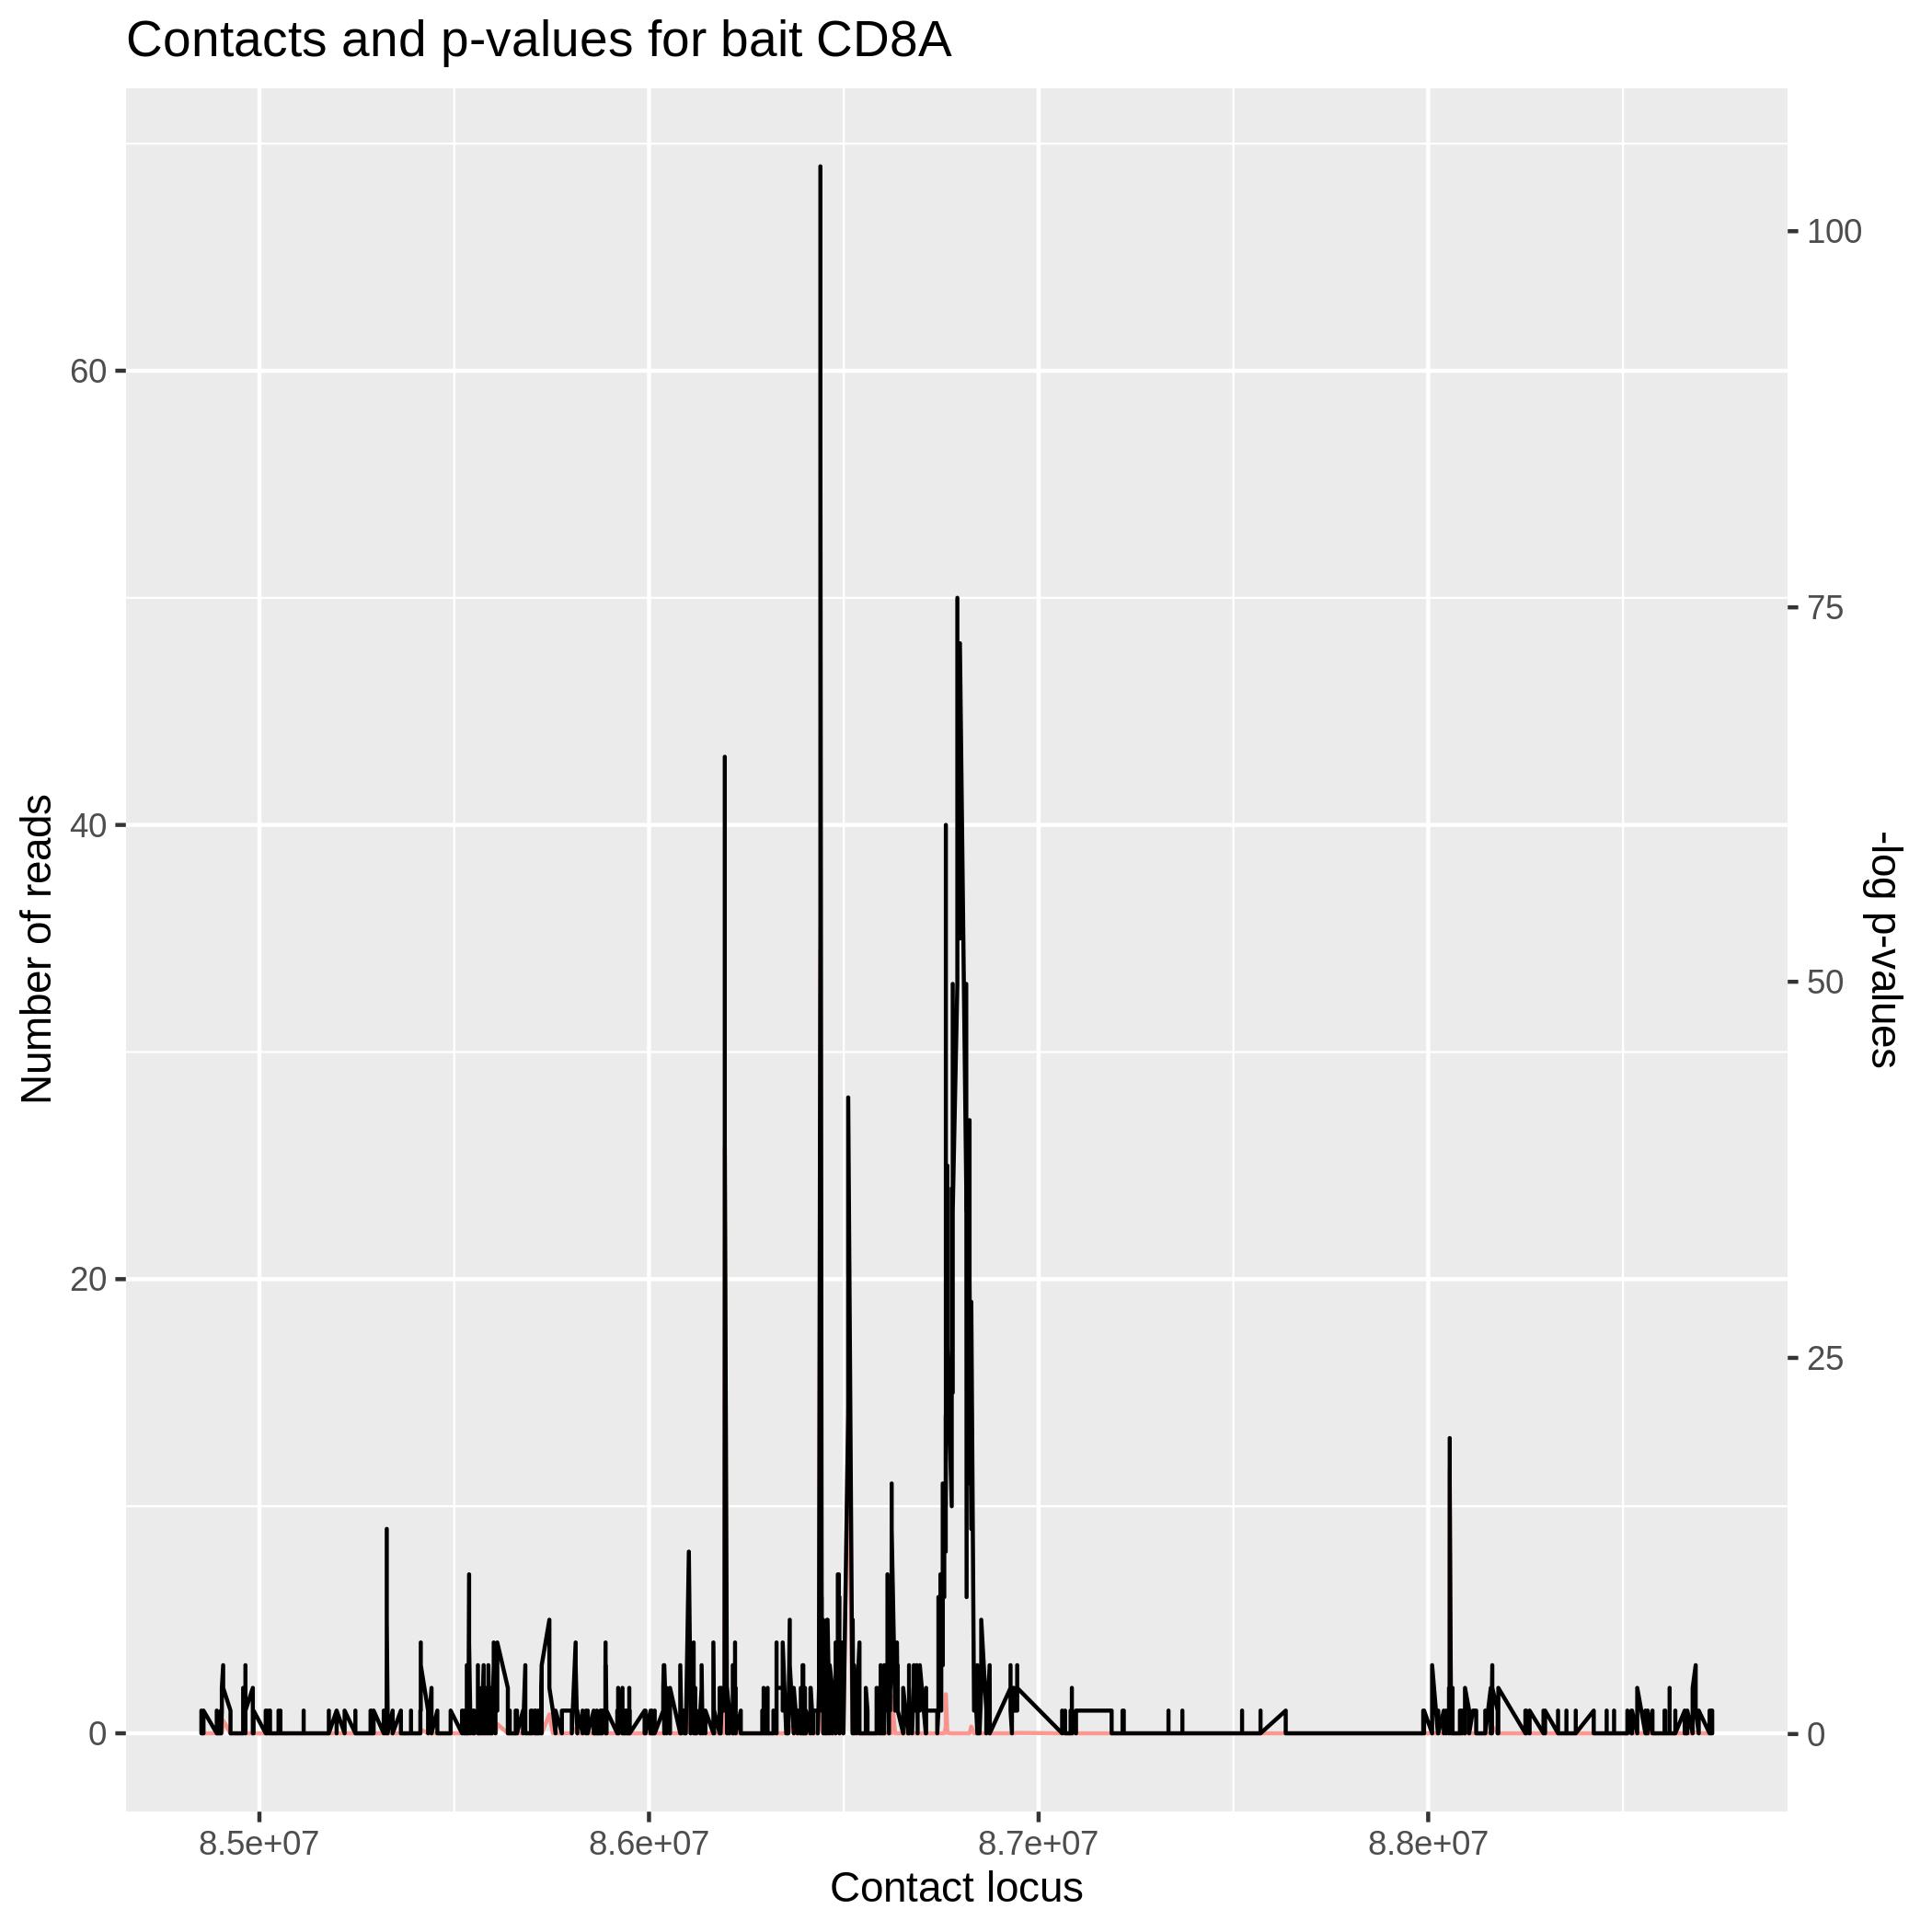 Contacts and p-values for bait CD8A
Number of reads
60
40
20
0
100
75
50
25
0
-log p-values
8.5e+07
8.6e+07
8.7e+07
8.8e+07
Contact locus